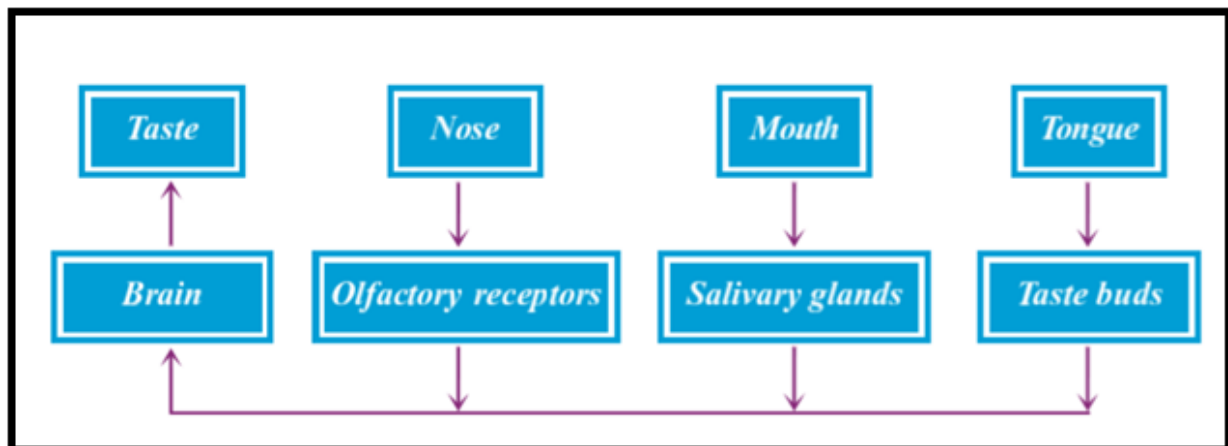 Taste
Nose
Mouth
Tongue
Brain
Olfactory receptors
Salivary glands
Taste buds